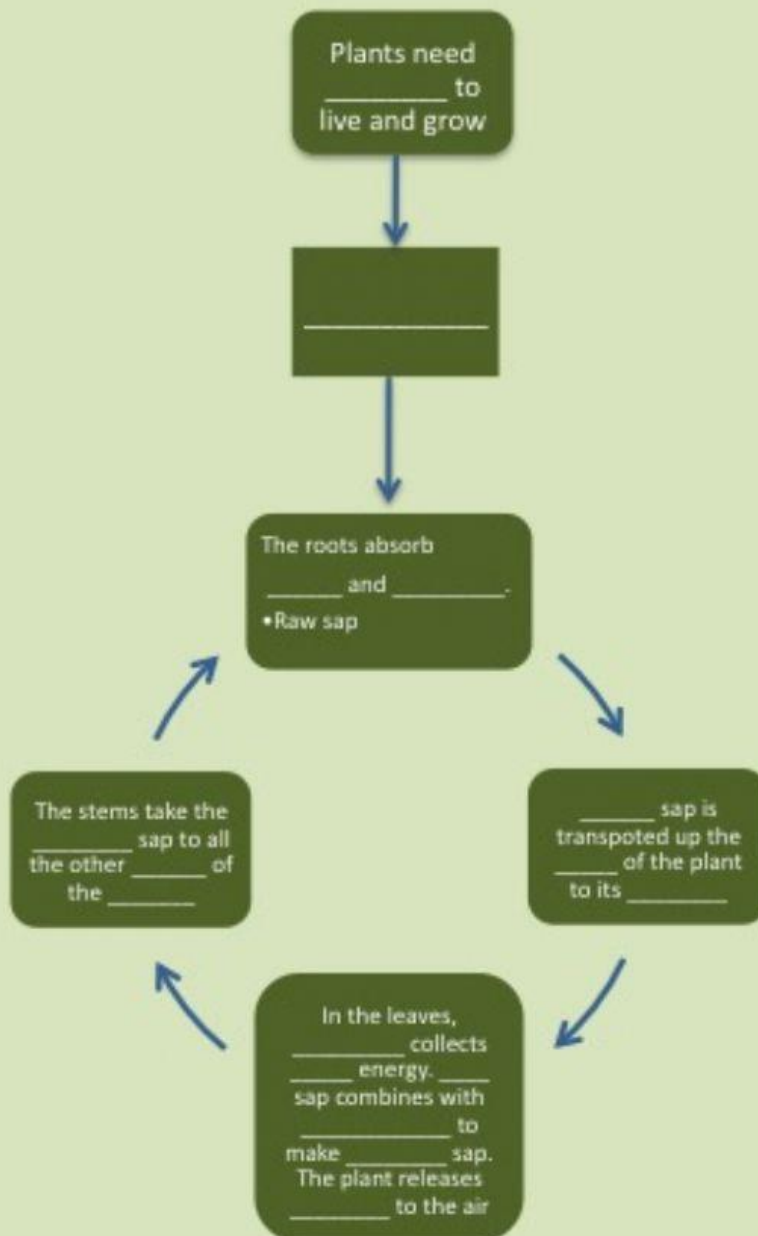 Plants need
_________ to
live and grow
_______________
The roots absorb
______ and _________.
•Raw sap
______ sap is
transpoted up the
_____ of the plant
to its ________
In the leaves,
_________ collects
_____ energy. ____
sap combines with
____________ to
make ________ sap.
The plant releases
________ to the air
The stems take the
________ sap to all
the other ______ of
the _______